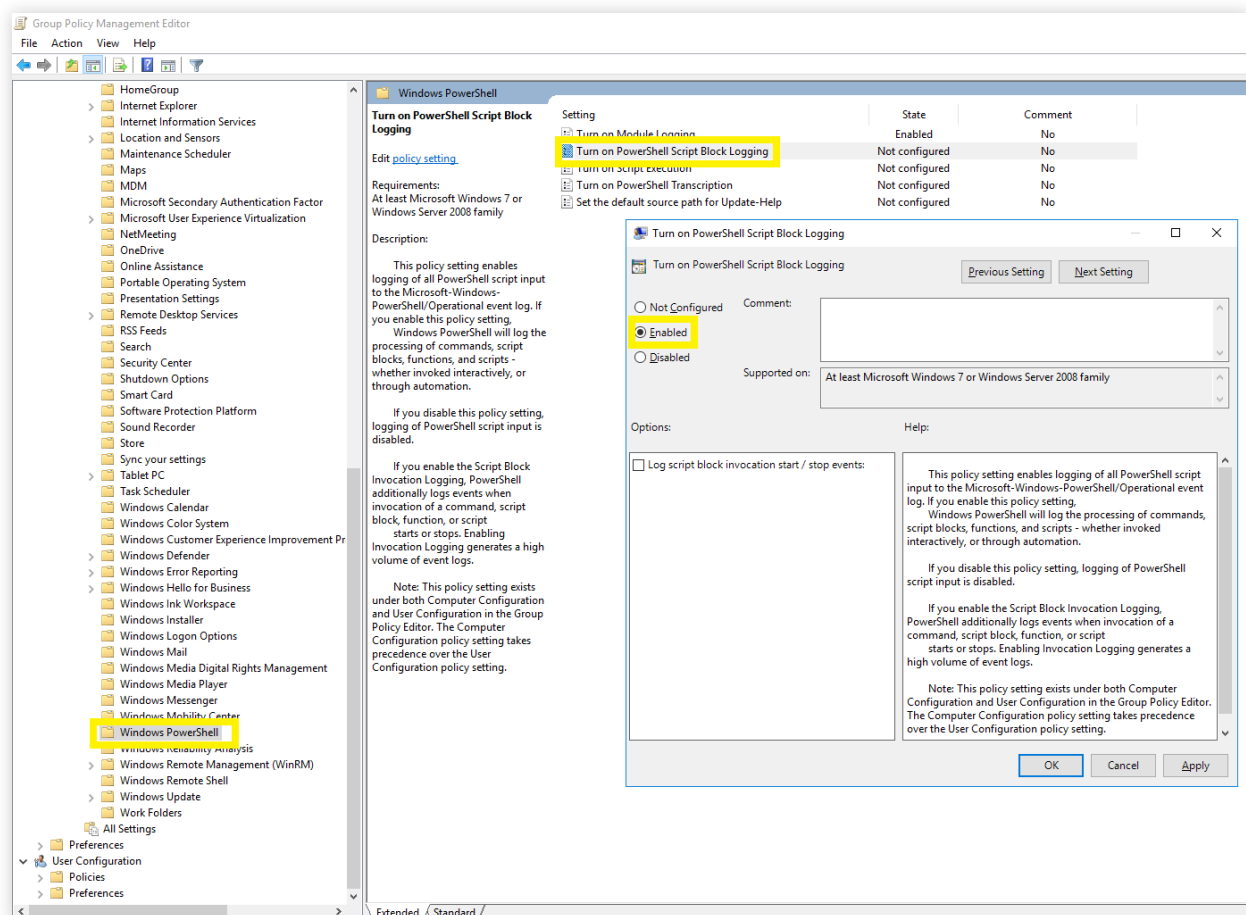 Group Policy Management Editor
File Action View Help
HomeGroup
Internet Explorer
Internet Information Services
Location and Sensors
Maintenance Scheduler
Maps
MDM
Microsoft Secondary Authentication Factor
Microsoft User Experience Virtualization
NetMeeting
OneDrive
Online Assistance
Portable Operating System
Presentation Settings
Remote Desktop Services
RSS Feeds
Search
Security Center
Shutdown Options
Smart Card
Software Protection Platform
Sound Recorder
Store
Sync your settings
Tablet PC
Task Scheduler
Windows Calendar
Windows Color System
Windows Customer Experience Improvement Pr
Windows Defender
Windows Error Reporting
Windows Hello for Business
Windows Ink Workspace
Windows Installer
Windows Logon Options
Windows Mail
Windows Media Digital Rights Management
Windows Media Player
Windows Messenger
Windows Mobility Center
Windows PowerShell
Windows Reliability Analysis
Windows Remote Management (WinRM)
Windows Remote Shell
Windows Update
Work Folders
All Settings
Preferences
User Configuration
Policies
Preferences
Windows PowerShell
Turn on PowerShell Script Block
Logging
Edit policy setting
Requirements:
At least Microsoft Windows 7 or
Windows Server 2008 family
Description:
This policy setting enables
logging of all PowerShell script input
to the Microsoft-Windows-
PowerShell/Operational event log. If
you enable this policy setting,
Windows PowerShell will log the
processing of commands, script
blocks, functions, and scripts -
whether invoked interactively, or
through automation.
If you disable this policy setting,
logging of PowerShell script input is
disabled.
If you enable the Script Block
Invocation Logging, PowerShell
additionally logs events when
invocation of a command, script
block, function, or script
starts or stops. Enabling
Invocation Logging generates a high
volume of event logs.
Note: This policy setting exists
under both Computer Configuration
and User Configuration in the Group
Policy Editor. The Computer
Configuration policy setting takes
precedence over the User
Configuration policy setting.
Setting State Comment
Turn on Module Logging Enabled No
Turn on PowerShell Script Block Logging Not configured No
Turn on Script Execution Not configured No
Turn on PowerShell Transcription Not configured No
Set the default source path for Update-Help Not configured No
Turn on PowerShell Script Block Logging
Turn on PowerShell Script Block Logging
Previous Setting Next Setting
Not Configured Comment:
Enabled
Disabled
Supported on: At least Microsoft Windows 7 or Windows Server 2008 family
Options: Help:
Log script block invocation start / stop events:
This policy setting enables logging of all PowerShell script
input to the Microsoft-Windows-PowerShell/Operational event
log. If you enable this policy setting,
Windows PowerShell will log the processing of commands,
script blocks, functions, and scripts - whether invoked
interactively, or through automation.
If you disable this policy setting, logging of PowerShell
script input is disabled.
If you enable the Script Block Invocation Logging,
PowerShell additionally logs events when invocation of a
command, script block, function, or script
starts or stops. Enabling Invocation Logging generates a
high volume of event logs.
Note: This policy setting exists under both Computer
Configuration and User Configuration in the Group Policy Editor.
The Computer Configuration policy setting takes precedence
over the User Configuration policy setting.
OK Cancel Apply
Extended Standard